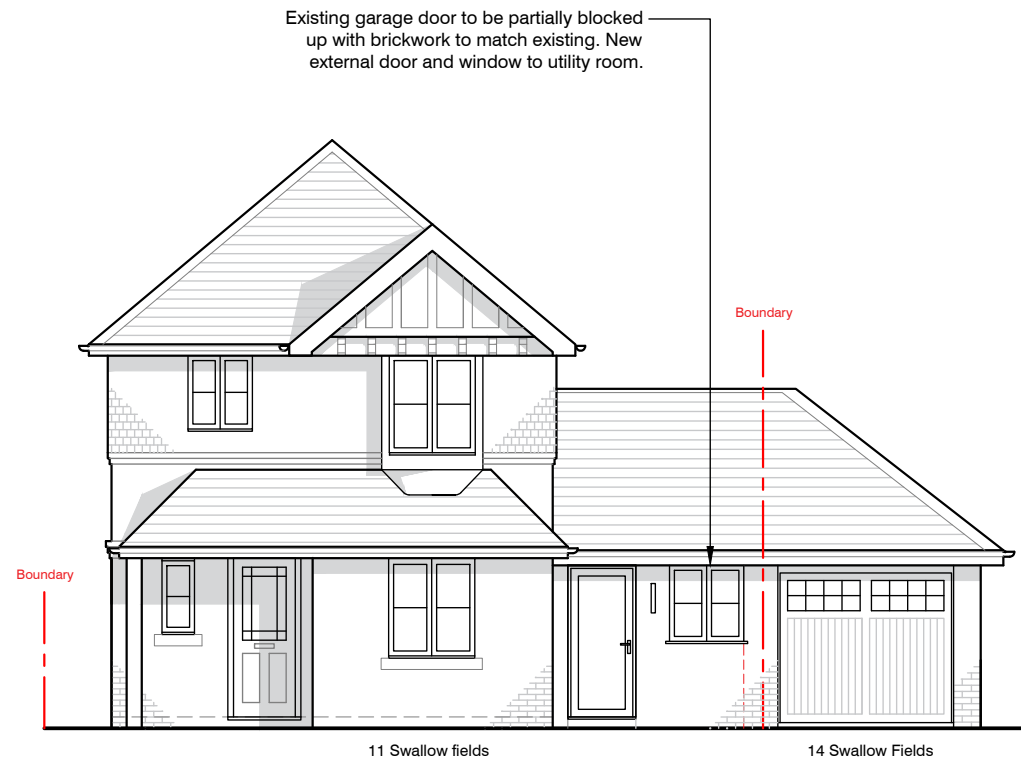 Existing garage door to be partially blocked
up with brickwork to match existing. New
external door and window to utility room.
Boundary
Boundary
11 Swallow fields
14 Swallow Fields